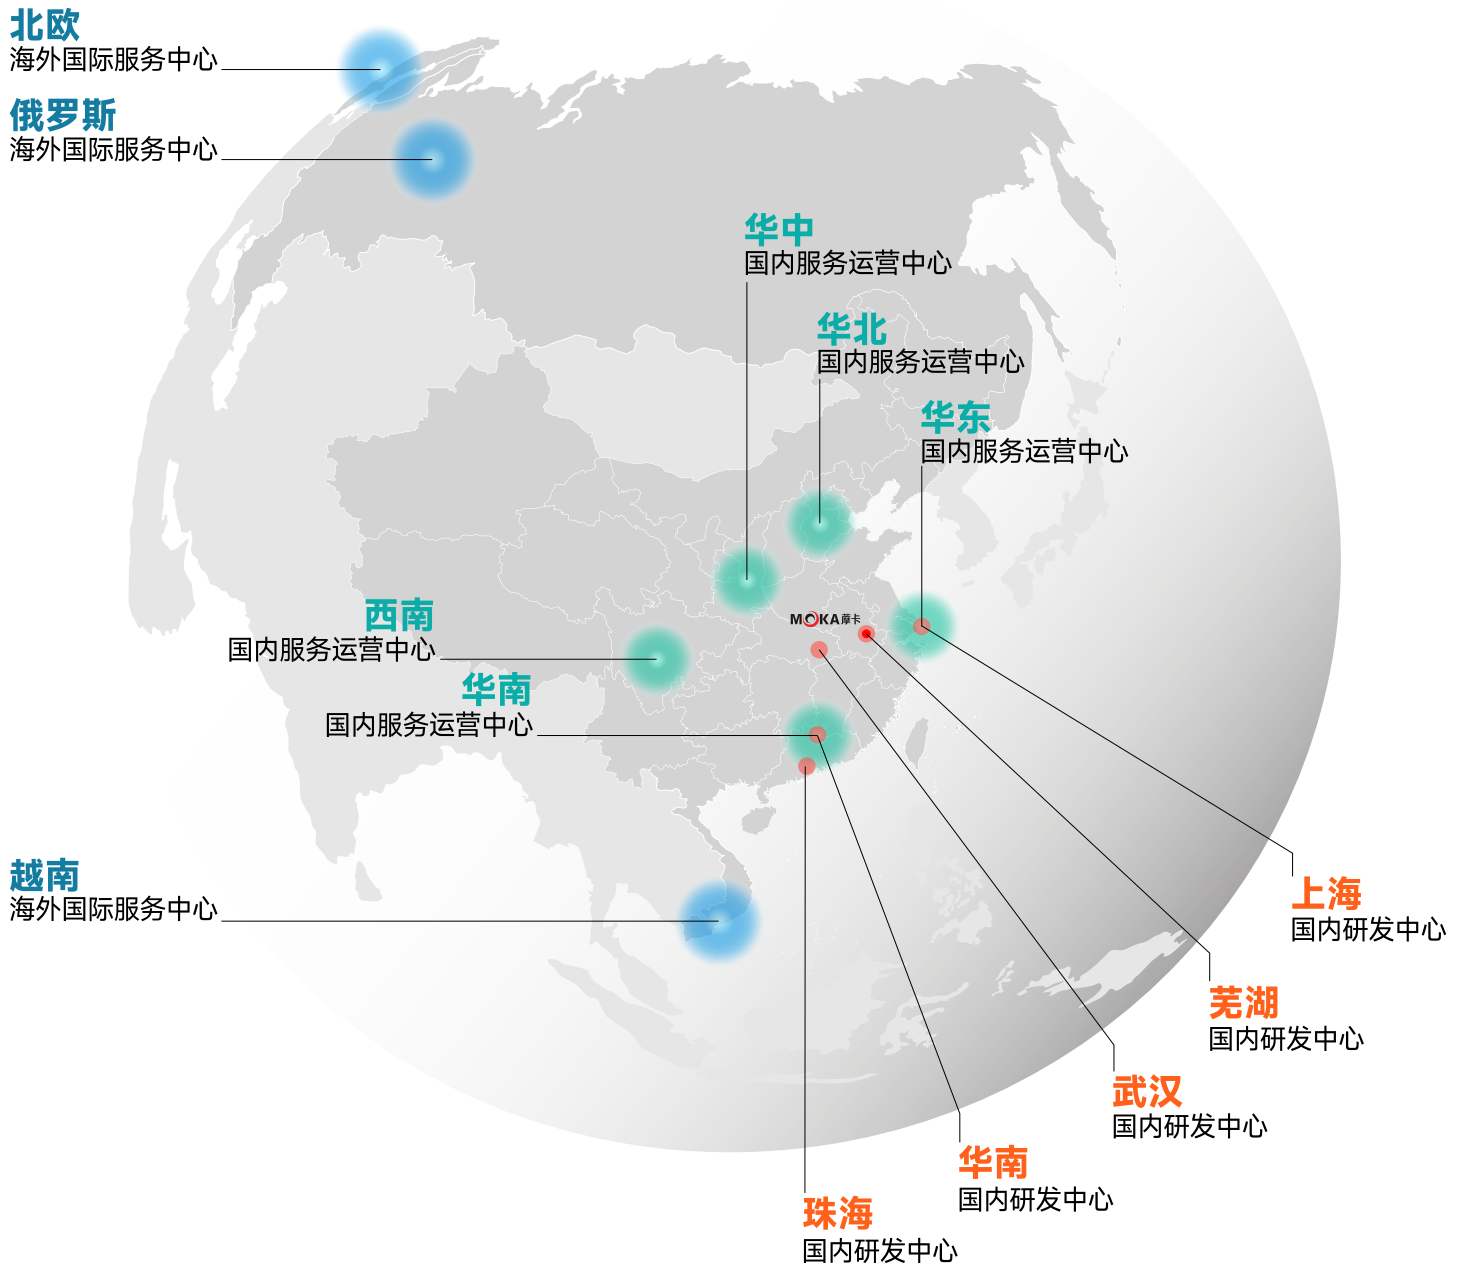 北欧
海外国际服务中心
俄罗斯
海外国际服务中心
华中
国内服务运营中心
华北
国内服务运营中心
华东
国内服务运营中心
西南
国内服务运营中心
华南
国内服务运营中心
MOKA摩卡
越南
海外国际服务中心
上海
国内研发中心
芜湖
国内研发中心
武汉
国内研发中心
华南
国内研发中心
珠海
国内研发中心